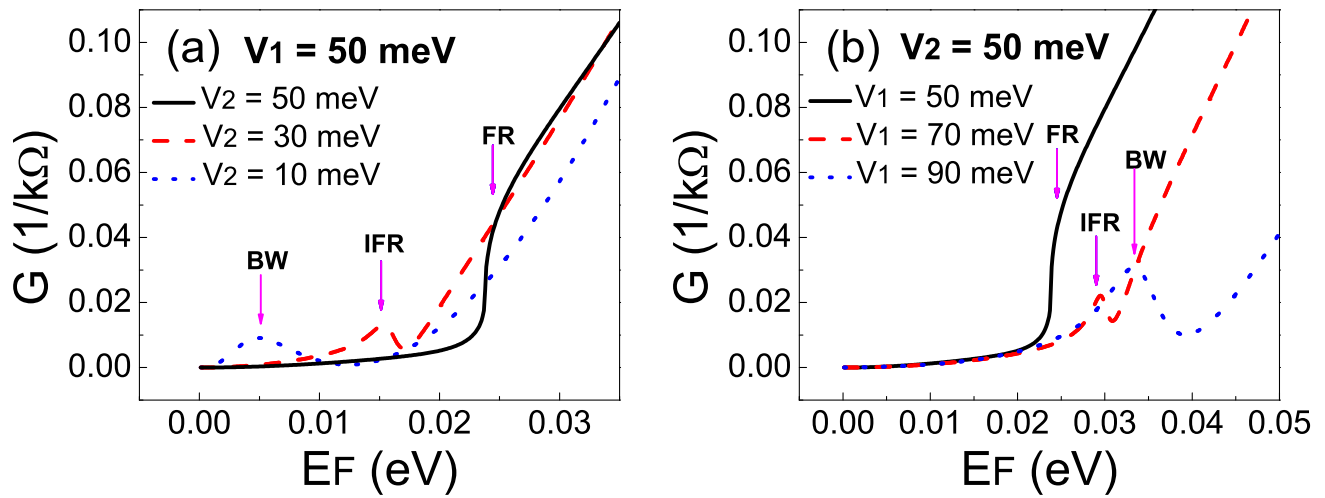 (a) V1 = 50 meV
V2 = 50 meV
V2 = 30 meV
V2 = 10 meV
FR
IFR
BW
0.10
0.08
0.06
0.04
0.02
0.00
G (1/kΩ)
0.00 0.01 0.02 0.03
EF (eV)
(b) V2 = 50 meV
V1 = 50 meV
V1 = 70 meV
V1 = 90 meV
FR
BW
IFR
0.10
0.08
0.06
0.04
0.02
0.00
G (1/kΩ)
0.00 0.01 0.02 0.03 0.04 0.05
EF (eV)